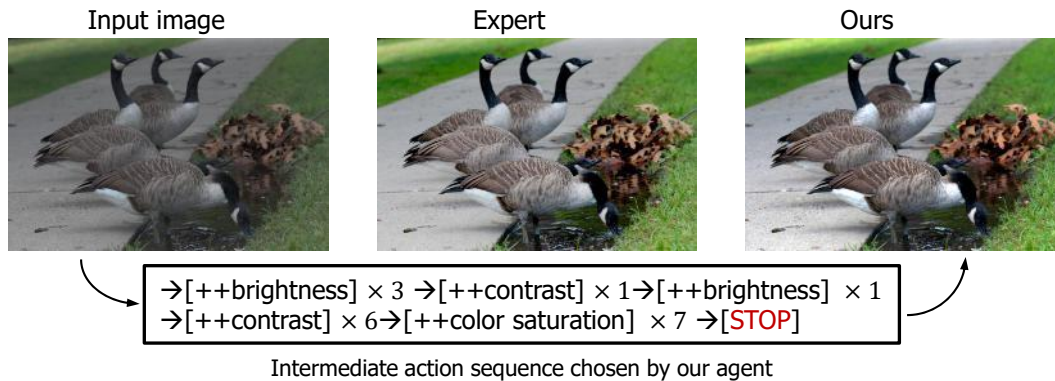 Input image
Expert
Ours
→[++brightness] × 3 →[++contrast] × 1→[++brightness] × 1
→[++contrast] × 6→[++color saturation] × 7 →[STOP]
Intermediate action sequence chosen by our agent